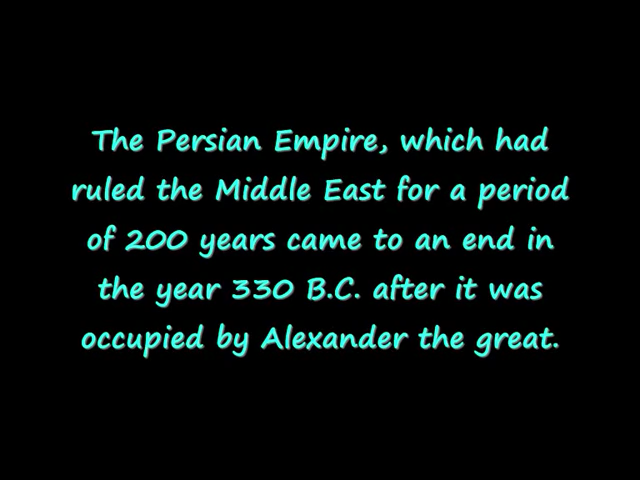 The Persian Empire, which had
ruled the Middle East for a period
of 200 years came to an end in
the year 330 B.C. after it was
occupied by Alexander the great.